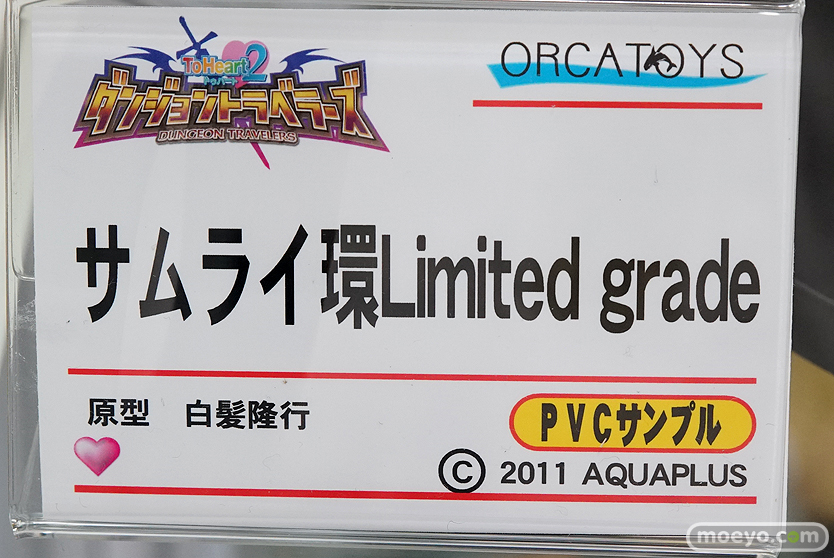 ToHeart2
ダンジョントラベラーズ
DUNGEON TRAVELERS
ORCATOYS
サムライ環Limited grade
原型 白髪隆行
PVCサンプル
© 2011 AQUAPLUS
moeyo.com